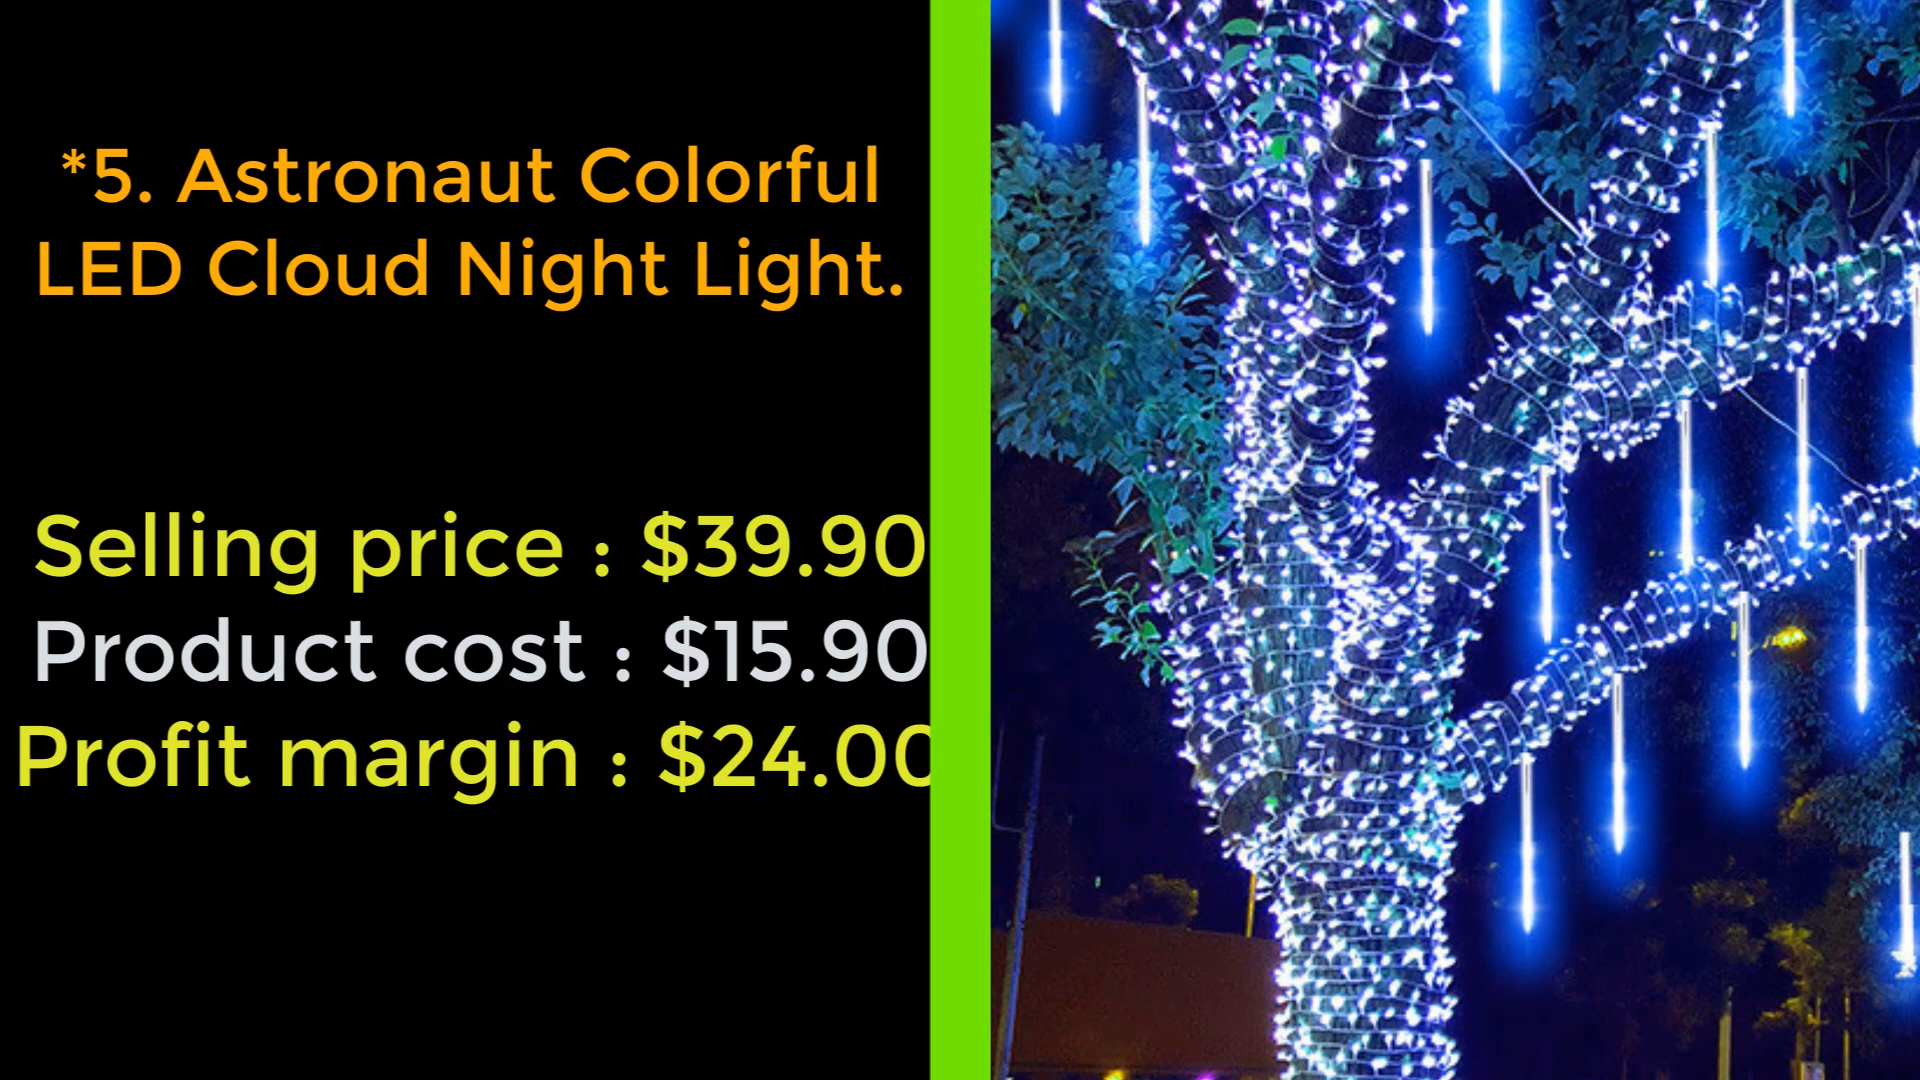 *5. Astronaut Colorful
LED Cloud Night Light.
Selling price : $39.90
Product cost : $15.90
Profit margin : $24.00